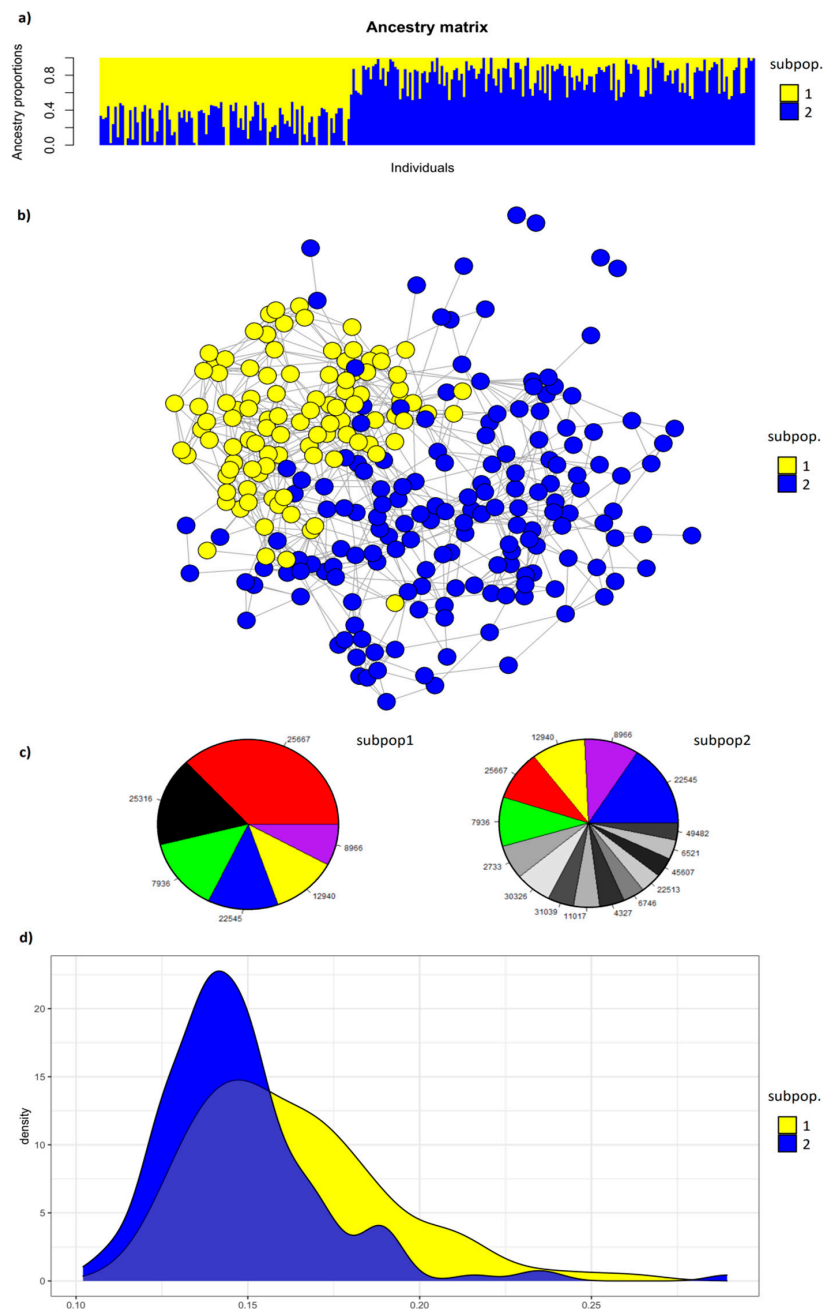 a)
Ancestry matrix
Ancestry proportions
0.0 0.4 0.8
Individuals
subpop.
1
2
b)
subpop.
1
2
c)
subpop1
25667
25316
7936
22545
12940
8966
subpop2
8966
12940
25667
22545
7936
2733
30326
31039
11017
4327
6746
22513
45607
6521
49482
d)
density
20
15
10
5
0
0.10 0.15 0.20 0.25
subpop.
1
2